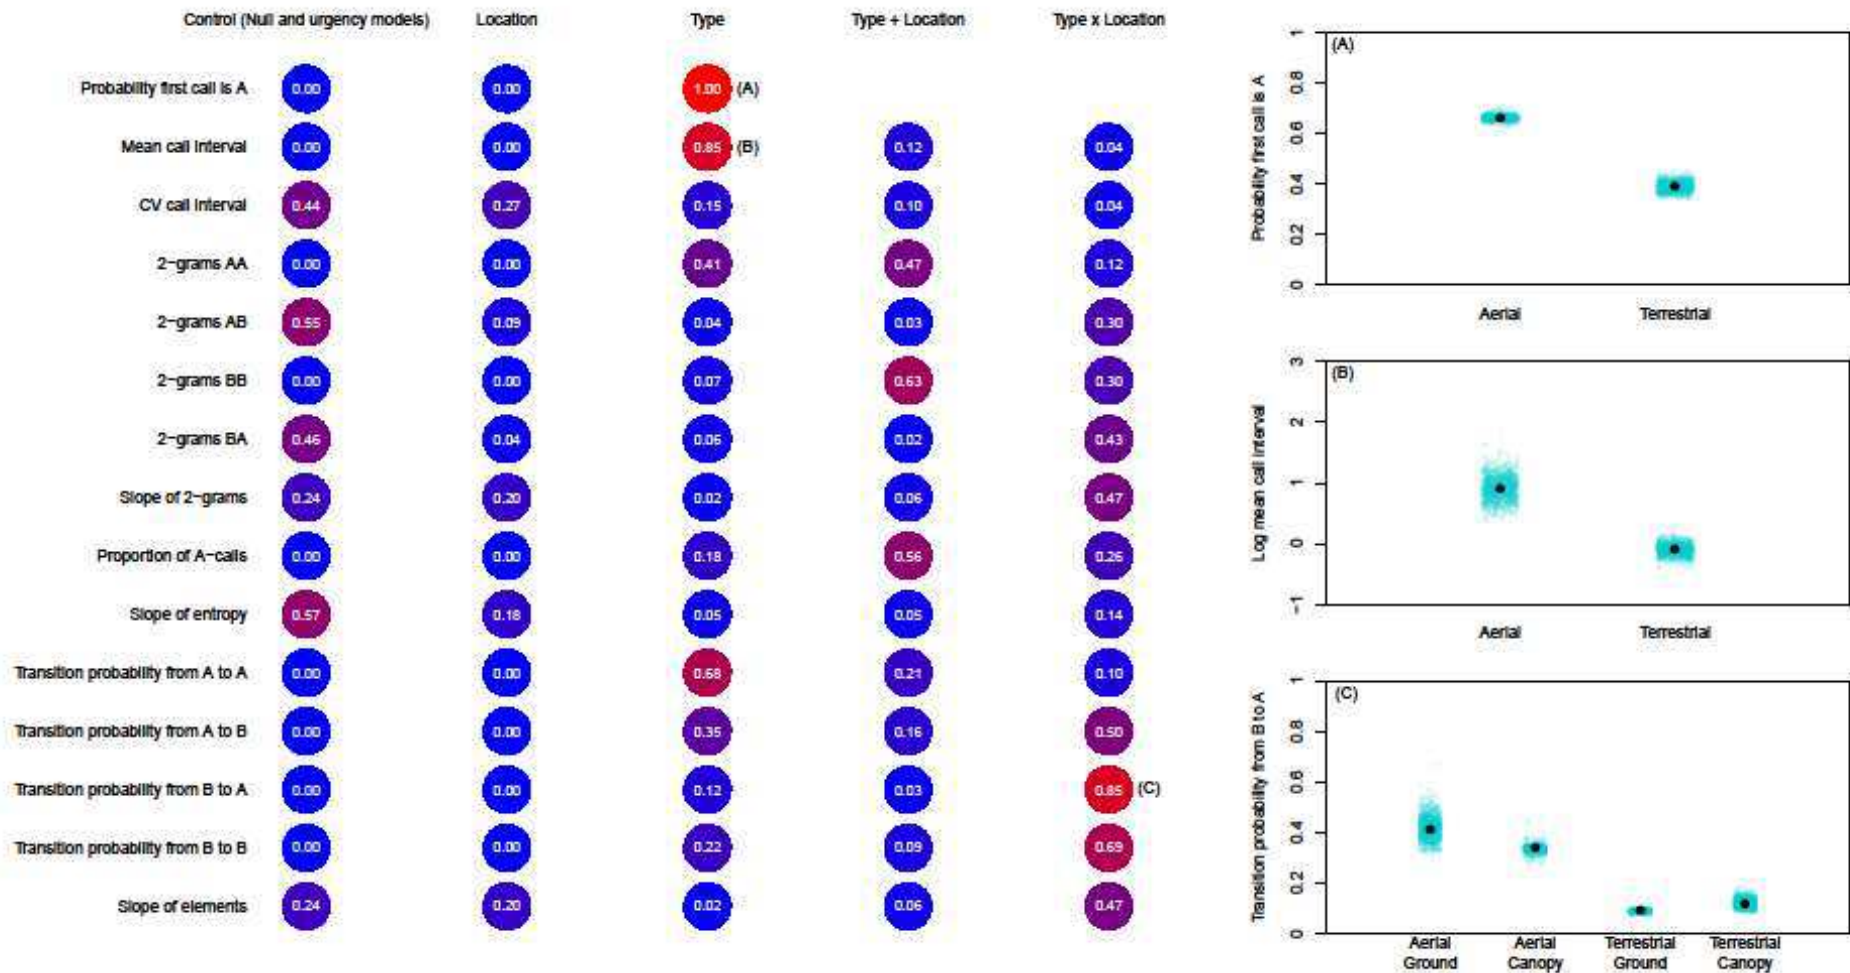 Control (Null and urgency models) Location Type Type + Location Type x Location
Probability first call is A 0.00 0.00 1.00 (A)
Mean call interval 0.00 0.00 0.85 (B) 0.12 0.04
CV call interval 0.44 0.27 0.15 0.10 0.04
2-grams AA 0.00 0.00 0.41 0.47 0.12
2-grams AB 0.55 0.09 0.04 0.03 0.30
2-grams BB 0.00 0.00 0.07 0.63 0.30
2-grams BA 0.46 0.04 0.06 0.02 0.43
Slope of 2-grams 0.24 0.20 0.02 0.06 0.47
Proportion of A-calls 0.00 0.00 0.18 0.56 0.26
Slope of entropy 0.57 0.18 0.05 0.05 0.14
Transition probability from A to A 0.00 0.00 0.68 0.21 0.10
Transition probability from A to B 0.00 0.00 0.35 0.16 0.50
Transition probability from B to A 0.00 0.00 0.12 0.03 0.85 (C)
Transition probability from B to B 0.00 0.00 0.22 0.09 0.69
Slope of elements 0.24 0.20 0.02 0.06 0.47
(A)
Probability first call is A
1
0.8
0.6
0.4
0.2
0
Aerial Terrestrial
(B)
Log mean call interval
3
2
1
0
-1
Aerial Terrestrial
(C)
Transition probability from B to A
1
0.8
0.6
0.4
0.2
0
Aerial Aerial Terrestrial Terrestrial
Ground Canopy Ground Canopy